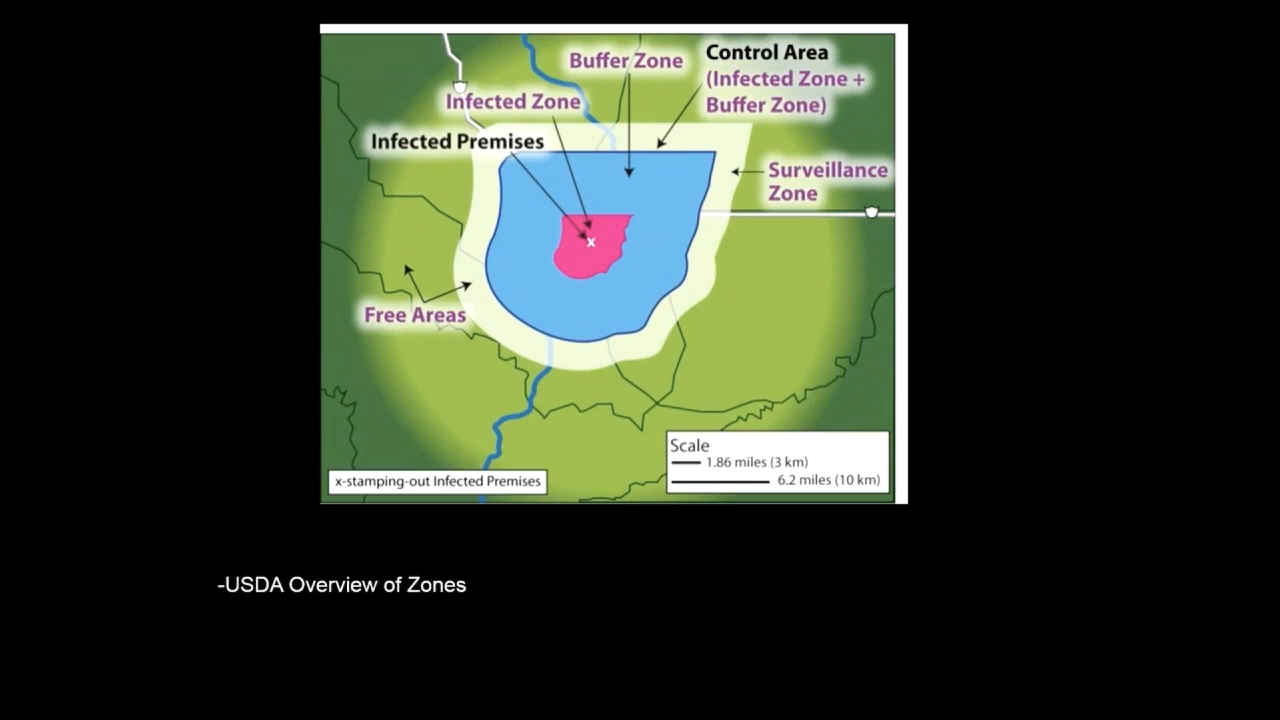 Buffer Zone
Control Area
(Infected Zone +
Buffer Zone)
Infected Zone
Infected Premises
Surveillance
Zone
x
Free Areas
Scale
1.86 miles (3 km)
6.2 miles (10 km)
x-stamping-out Infected Premises
-USDA Overview of Zones